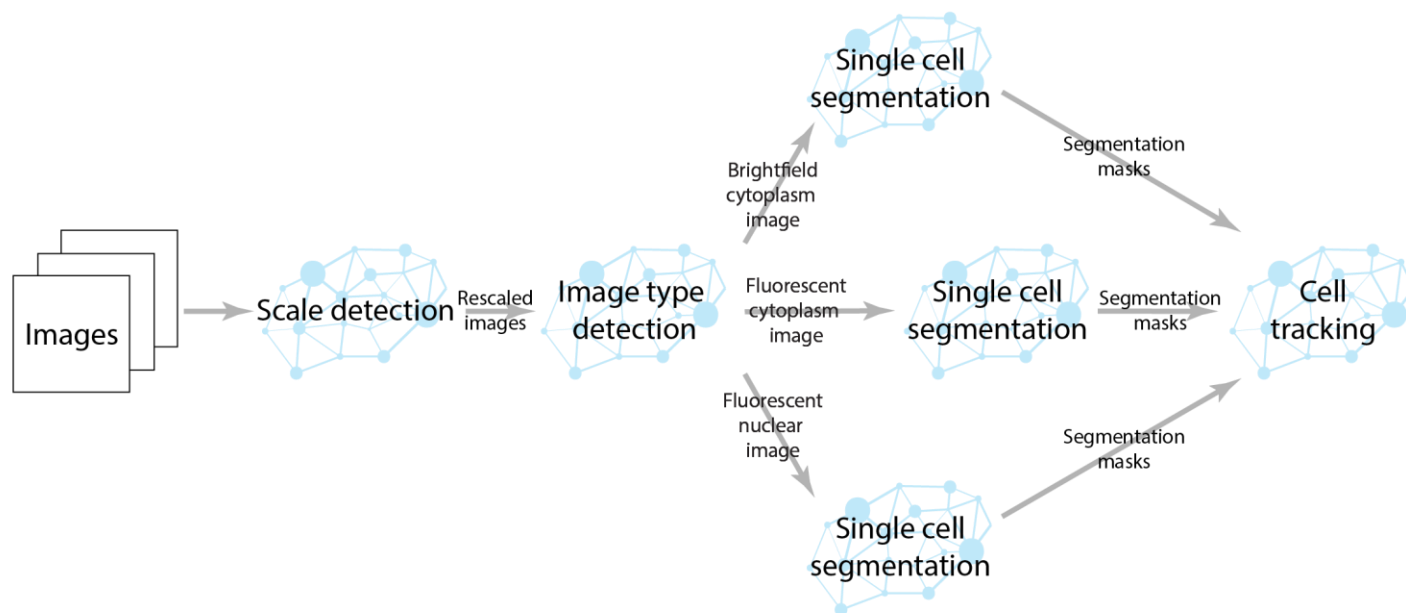 Images
Scale detection
Rescaled
images
Image type
detection
Brightfield
cytoplasm
image
Single cell
segmentation
Segmentation
masks
Fluorescent
cytoplasm
image
Single cell
segmentation
Segmentation
masks
Fluorescent
nuclear
image
Single cell
segmentation
Segmentation
masks
Cell
tracking